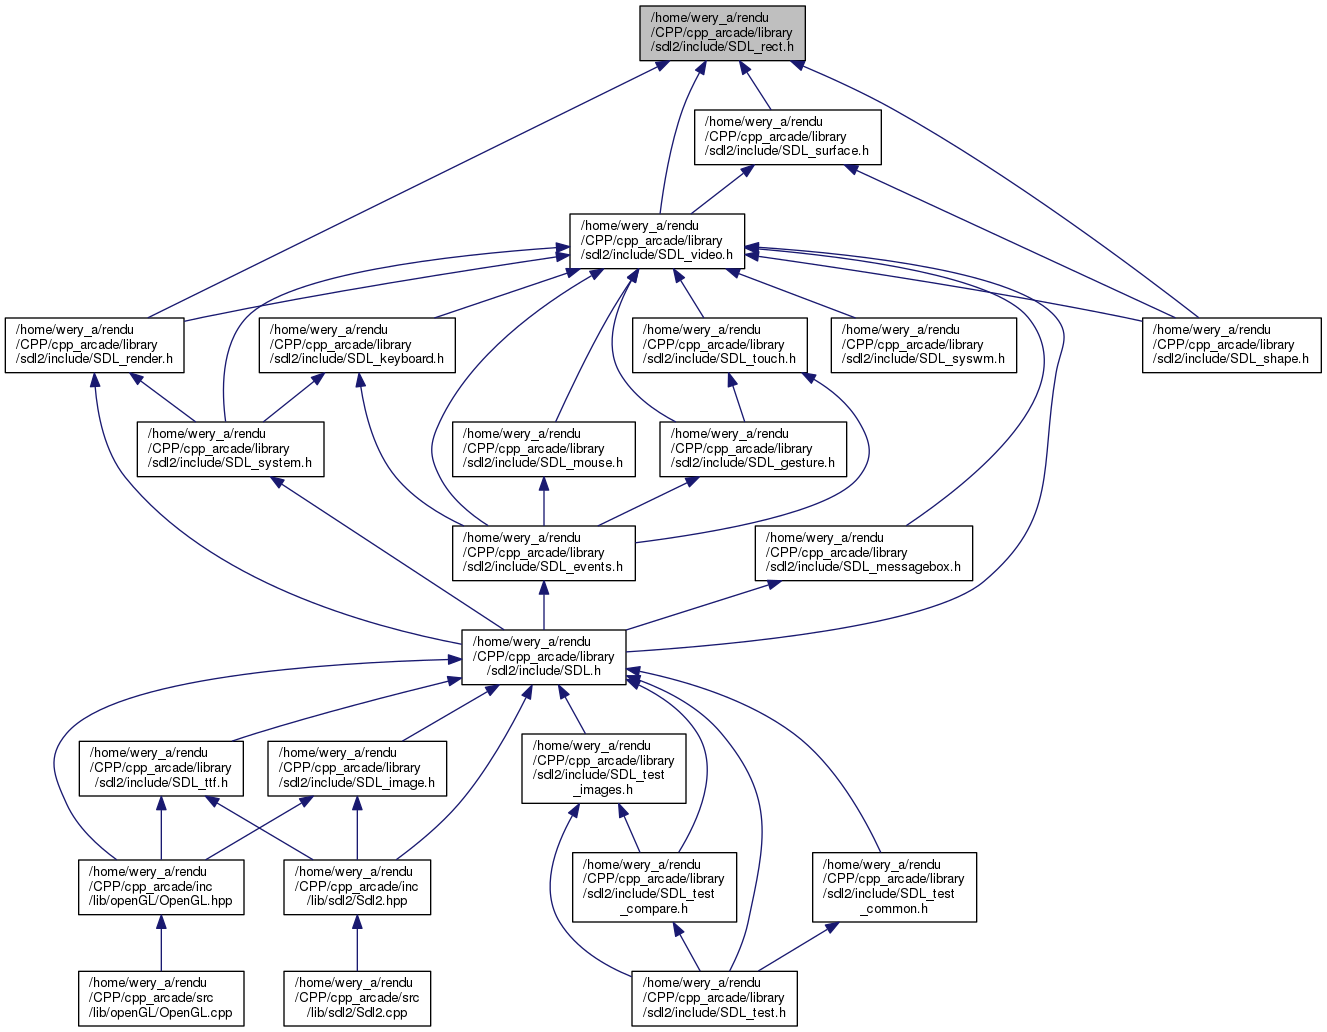 /home/wery_a/rendu
/CPP/cpp_arcade/library
/sdl2/include/SDL_rect.h
/home/wery_a/rendu
/CPP/cpp_arcade/library
/sdl2/include/SDL_surface.h
/home/wery_a/rendu
/CPP/cpp_arcade/library
/sdl2/include/SDL_video.h
/home/wery_a/rendu
/CPP/cpp_arcade/library
/sdl2/include/SDL_render.h
/home/wery_a/rendu
/CPP/cpp_arcade/library
/sdl2/include/SDL_keyboard.h
/home/wery_a/rendu
/CPP/cpp_arcade/library
/sdl2/include/SDL_touch.h
/home/wery_a/rendu
/CPP/cpp_arcade/library
/sdl2/include/SDL_syswm.h
/home/wery_a/rendu
/CPP/cpp_arcade/library
/sdl2/include/SDL_shape.h
/home/wery_a/rendu
/CPP/cpp_arcade/library
/sdl2/include/SDL_system.h
/home/wery_a/rendu
/CPP/cpp_arcade/library
/sdl2/include/SDL_mouse.h
/home/wery_a/rendu
/CPP/cpp_arcade/library
/sdl2/include/SDL_gesture.h
/home/wery_a/rendu
/CPP/cpp_arcade/library
/sdl2/include/SDL_events.h
/home/wery_a/rendu
/CPP/cpp_arcade/library
/sdl2/include/SDL_messagebox.h
/home/wery_a/rendu
/CPP/cpp_arcade/library
/sdl2/include/SDL.h
/home/wery_a/rendu
/CPP/cpp_arcade/library
/sdl2/include/SDL_ttf.h
/home/wery_a/rendu
/CPP/cpp_arcade/library
/sdl2/include/SDL_image.h
/home/wery_a/rendu
/CPP/cpp_arcade/library
/sdl2/include/SDL_test
_images.h
/home/wery_a/rendu
/CPP/cpp_arcade/inc
/lib/openGL/OpenGL.hpp
/home/wery_a/rendu
/CPP/cpp_arcade/inc
/lib/sdl2/Sdl2.hpp
/home/wery_a/rendu
/CPP/cpp_arcade/library
/sdl2/include/SDL_test
_compare.h
/home/wery_a/rendu
/CPP/cpp_arcade/library
/sdl2/include/SDL_test
_common.h
/home/wery_a/rendu
/CPP/cpp_arcade/src
/lib/openGL/OpenGL.cpp
/home/wery_a/rendu
/CPP/cpp_arcade/src
/lib/sdl2/Sdl2.cpp
/home/wery_a/rendu
/CPP/cpp_arcade/library
/sdl2/include/SDL_test.h